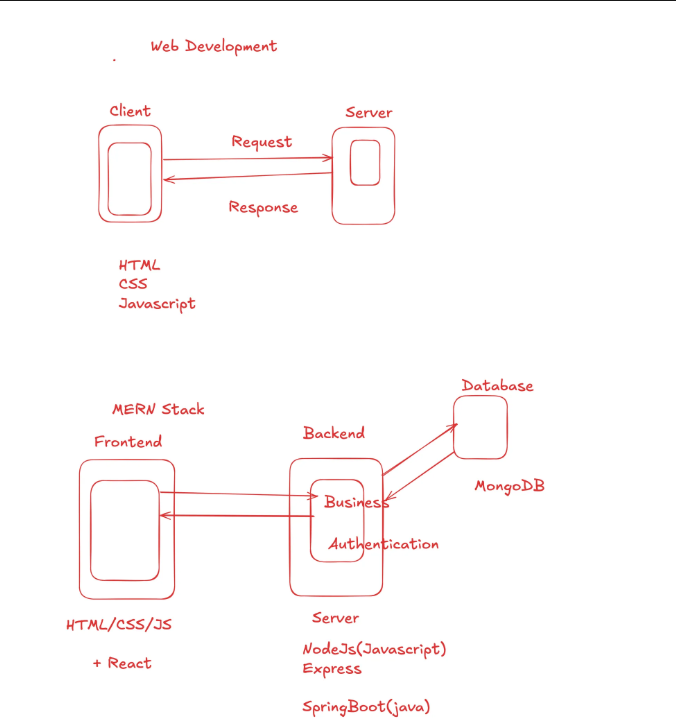 Web Development
Client
Server
Request
Response
HTML
CSS
Javascript
Database
MERN Stack
Frontend
Backend
MongoDB
Business
Authentication
HTML/CSS/JS
+ React
Server
NodeJs(Javascript)
Express
SpringBoot(java)